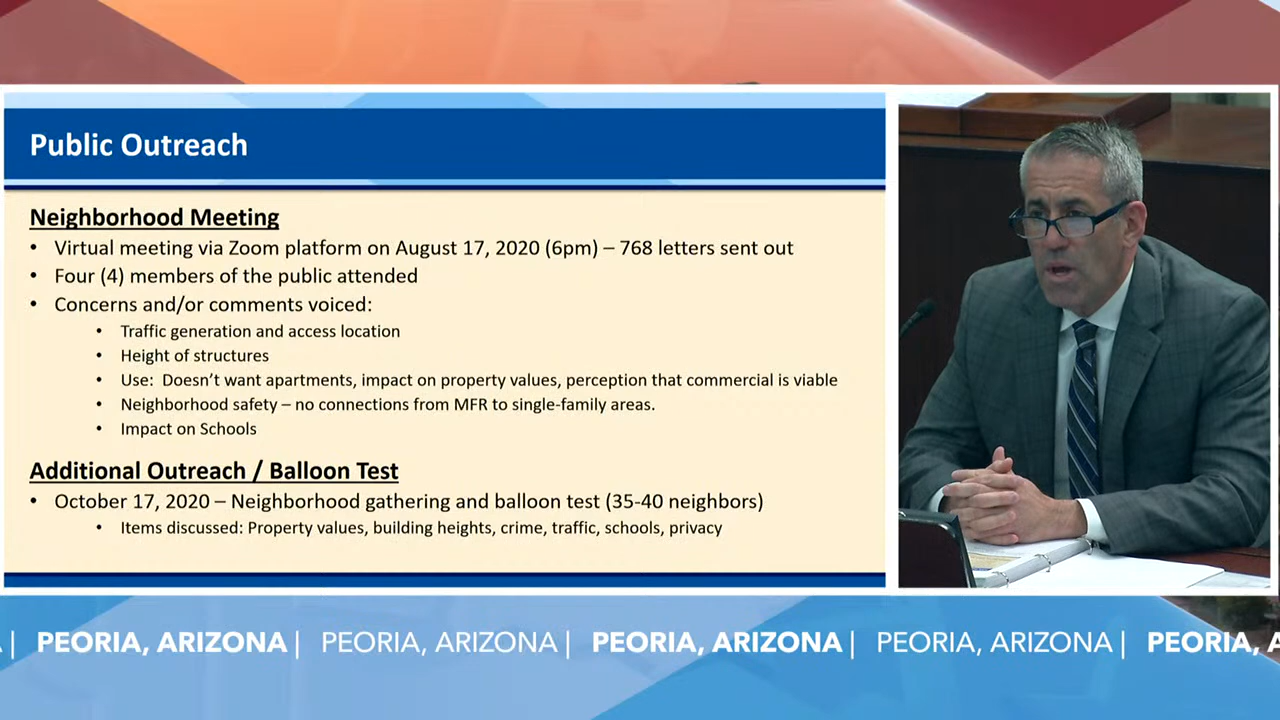 Public Outreach
Neighborhood Meeting
• Virtual meeting via Zoom platform on August 17, 2020 (6pm) – 768 letters sent out
• Four (4) members of the public attended
• Concerns and/or comments voiced:
• Traffic generation and access location
• Height of structures
• Use: Doesn't want apartments, impact on property values, perception that commercial is viable
• Neighborhood safety – no connections from MFR to single-family areas.
• Impact on Schools
Additional Outreach / Balloon Test
• October 17, 2020 – Neighborhood gathering and balloon test (35-40 neighbors)
• Items discussed: Property values, building heights, crime, traffic, schools, privacy
A | PEORIA, ARIZONA | PEORIA, ARIZONA | PEORIA, ARIZONA | PEORIA, ARIZONA | PEORIA, A